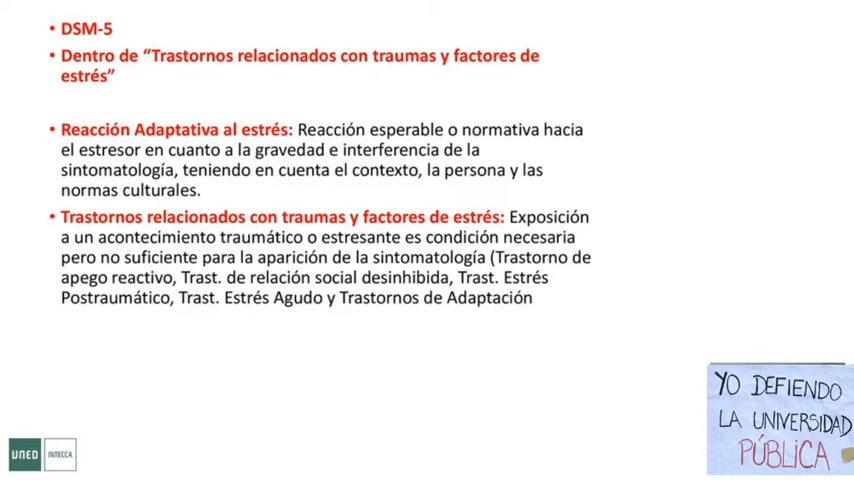 • DSM-5
• Dentro de “Trastornos relacionados con traumas y factores de
estrés”
• Reacción Adaptativa al estrés: Reacción esperable o normativa hacia
el estresor en cuanto a la gravedad e interferencia de la
sintomatología, teniendo en cuenta el contexto, la persona y las
normas culturales.
• Trastornos relacionados con traumas y factores de estrés: Exposición
a un acontecimiento traumático o estresante es condición necesaria
pero no suficiente para la aparición de la sintomatología (Trastorno de
apego reactivo, Trast. de relación social desinhibida, Trast. Estrés
Postraumático, Trast. Estrés Agudo y Trastornos de Adaptación
YO DEFIENDO
LA UNIVERSIDAD
PÚBLICA
UNED INTECCA